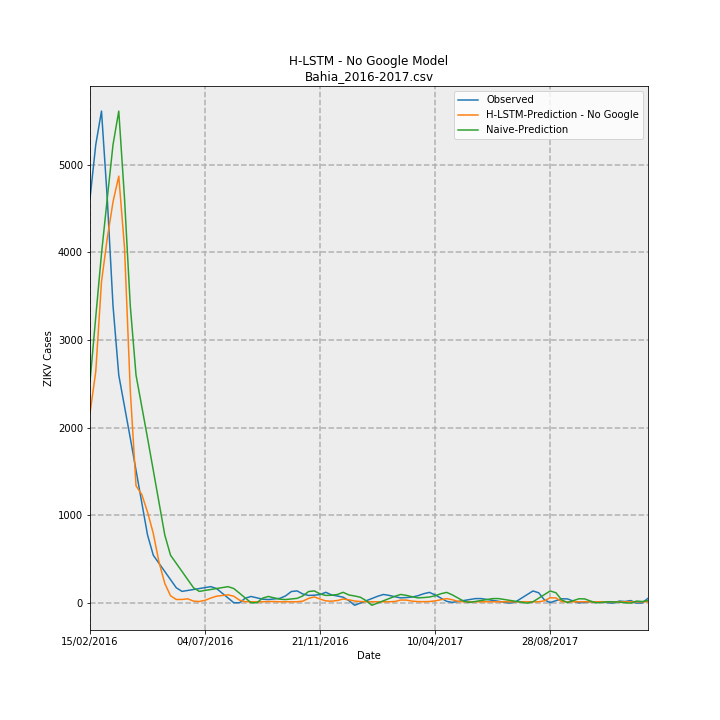 H-LSTM - No Google Model
Bahia_2016-2017.csv
Observed
H-LSTM-Prediction - No Google
Naive-Prediction
ZIKV Cases
5000
4000
3000
2000
1000
0
15/02/2016
04/07/2016
21/11/2016
10/04/2017
28/08/2017
Date